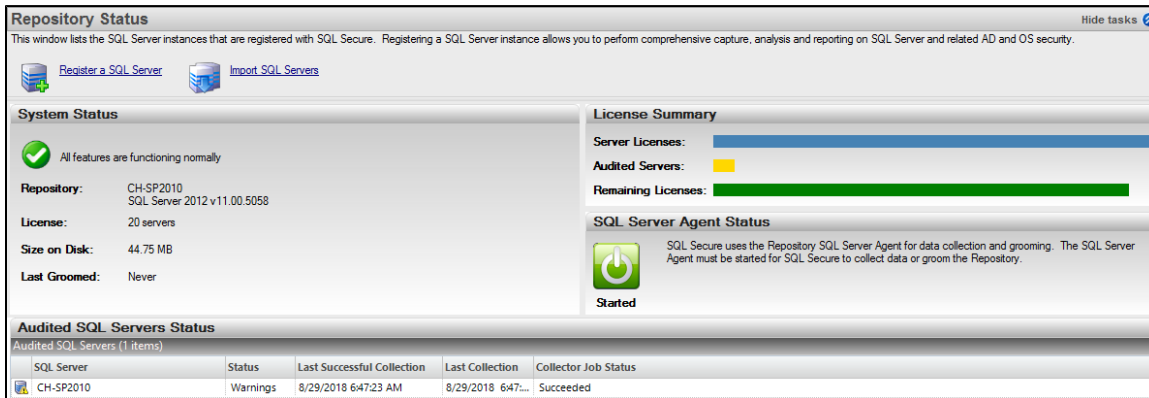 Repository Status
Hide tasks
This window lists the SQL Server instances that are registered with SQL Secure. Registering a SQL Server instance allows you to perform comprehensive capture, analysis and reporting on SQL Server and related AD and OS security.
Register a SQL Server
Import SQL Servers
System Status
All features are functioning normally
Repository: CH-SP2010
SQL Server 2012 v11.00.5058
License: 20 servers
Size on Disk: 44.75 MB
Last Groomed: Never
License Summary
Server Licenses:
Audited Servers:
Remaining Licenses:
SQL Server Agent Status
SQL Secure uses the Repository SQL Server Agent for data collection and grooming. The SQL Server
Agent must be started for SQL Secure to collect data or groom the Repository.
Started
Audited SQL Servers Status
Audited SQL Servers (1 items)
SQL Server Status Last Successful Collection Last Collection Collector Job Status
CH-SP2010 Warnings 8/29/2018 6:47:23 AM 8/29/2018 6:47:... Succeeded